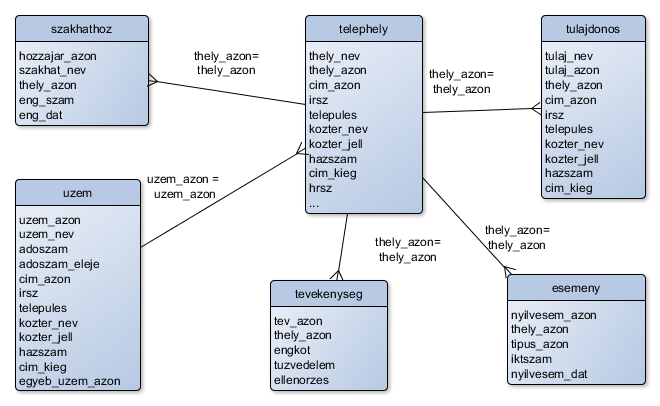 szakhathoz
hozzajar_azon
szakhat_nev
thely_azon
eng_szam
eng_dat
thely_azon=
thely_azon
telephely
thely_nev
thely_azon
cim_azon
irsz
telepules
kozter_nev
kozter_jell
hazszam
cim_kieg
hrsz
...
thely_azon=
thely_azon
tulajdonos
tulaj_nev
tulaj_azon
thely_azon
cim_azon
irsz
telepules
kozter_nev
kozter_jell
hazszam
cim_kieg
uzem
uzem_azon
uzem_nev
adoszam
adoszam_eleje
cim_azon
irsz
telepules
kozter_nev
kozter_jell
hazszam
cim_kieg
egyeb_uzem_azon
uzem_azon =
uzem_azon
thely_azon=
thely_azon
tevekenyseg
tev_azon
thely_azon
engkot
tuzvedelem
ellenorzes
thely_azon=
thely_azon
esemeny
nyilvesem_azon
thely_azon
tipus_azon
iktszam
nyilvesem_dat